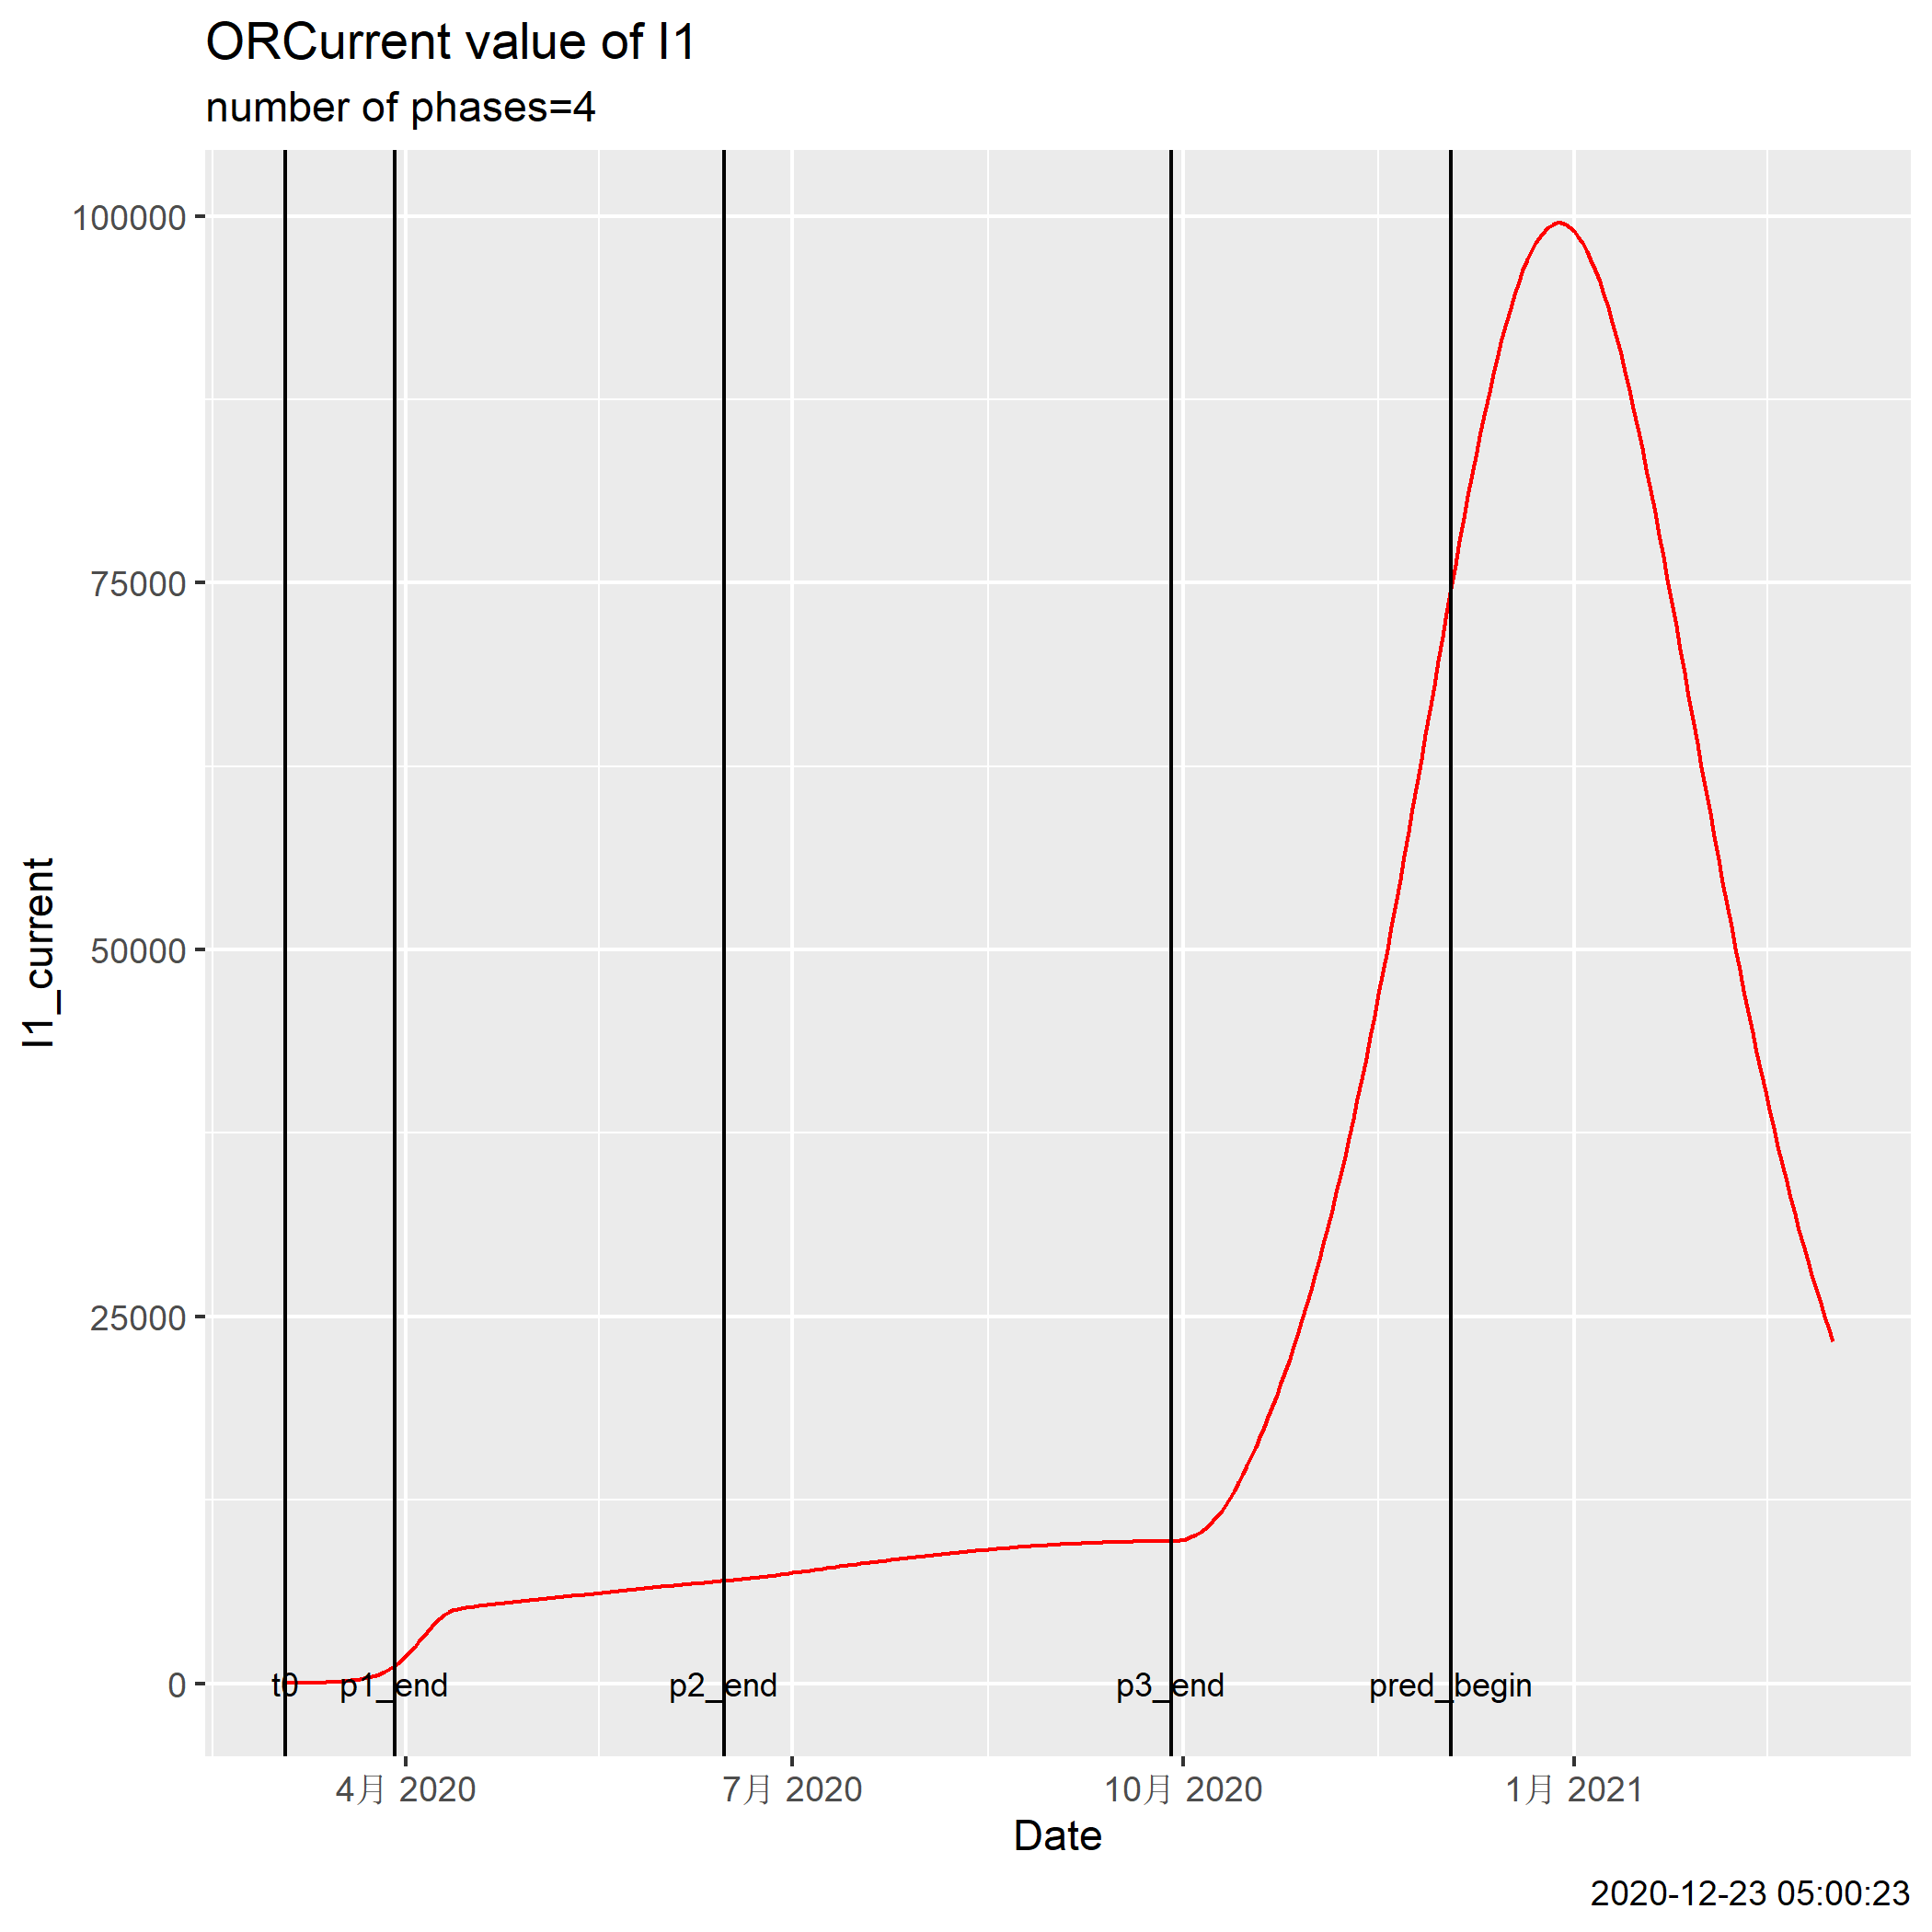 ORCurrent value of I1
number of phases=4
100000
75000
50000
25000
0
I1_current
t0
p1_end
p2_end
p3_end
pred_begin
4月 2020
7月 2020
10月 2020
1月 2021
Date
2020-12-23 05:00:23